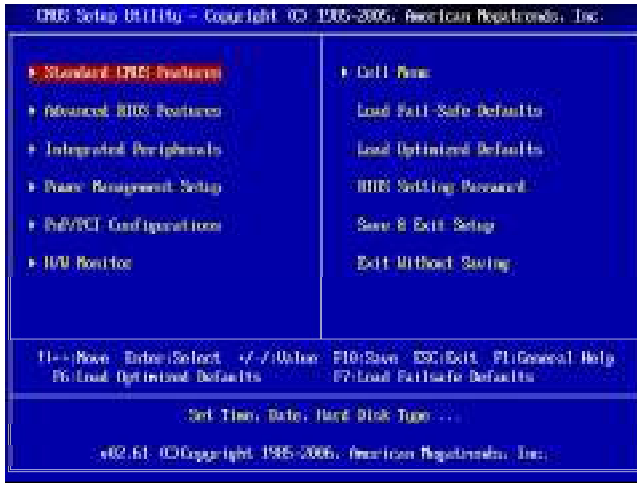 CMOS Setup Utility - Copyright (C) 1985-2005, American Megatrends, Inc.
Standard CMOS Features
Advanced BIOS Features
Integrated Peripherals
Power Management Setup
PnP/PCI Configurations
H/W Monitor
Cell Menu
Load Fail-Safe Defaults
Load Optimized Defaults
BIOS Setting Password
Save & Exit Setup
Exit Without Saving
↑↓←→:Move Enter:Select +/-/:Value F10:Save ESC:Exit F1:General Help
F6:Load Optimized Defaults F7:Load Failsafe Defaults
Set Time, Date, Hard Disk Type ...
v02.61 (C)Copyright 1985-2006, American Megatrends, Inc.